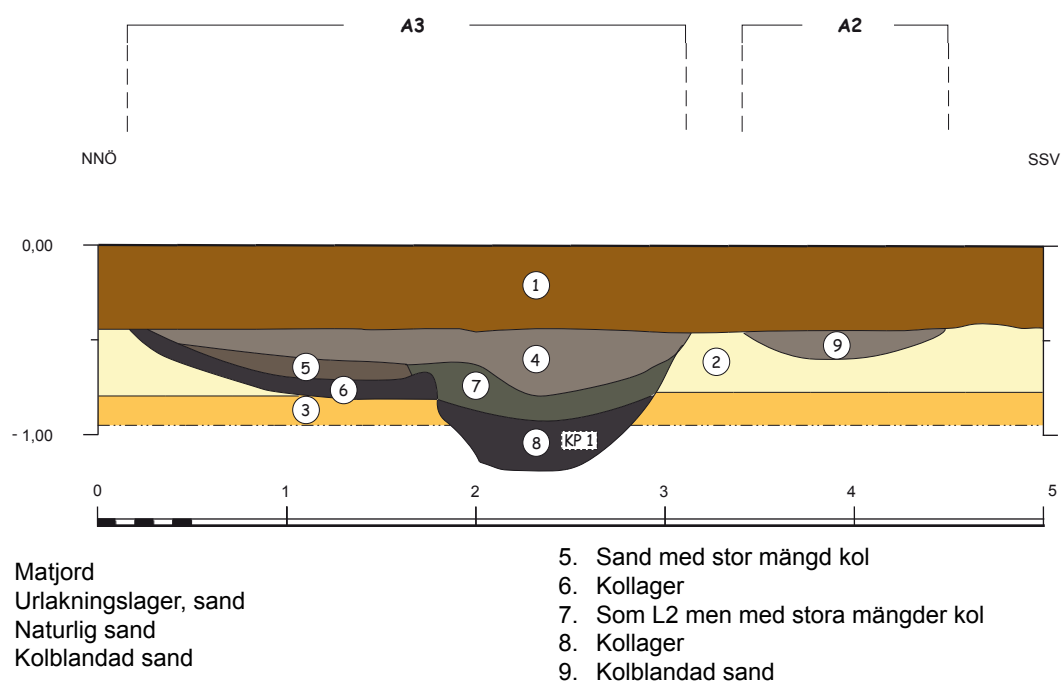 A3 A2
NNÖ SSV
0,00
1
2
9
4
5
7
6
3
- 1,00
8 KP 1
0 1 2 3 4 5
Matjord
Urlakningslager, sand
Naturlig sand
Kolblandad sand
5. Sand med stor mängd kol
6. Kollager
7. Som L2 men med stora mängder kol
8. Kollager
9. Kolblandad sand